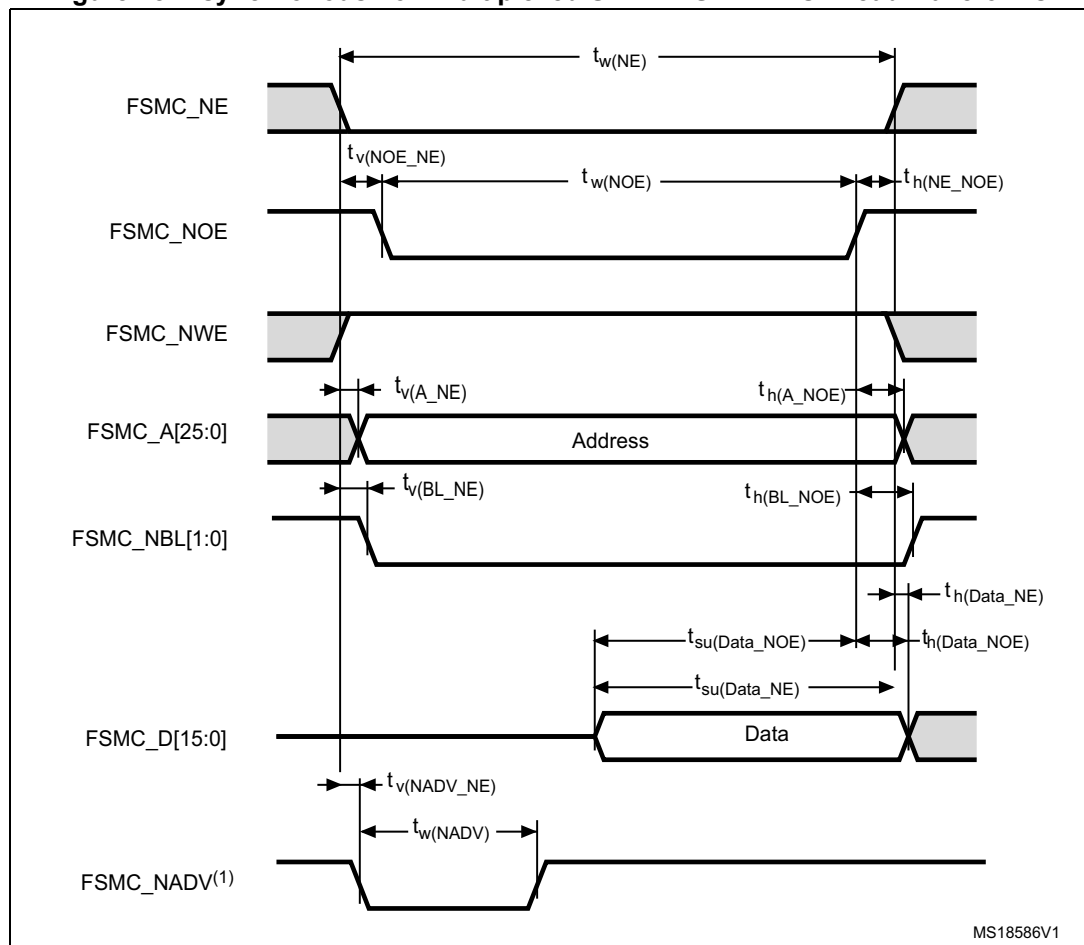 tw(NE)
FSMC_NE
tv(NOE_NE)
tw(NOE)
th(NE_NOE)
FSMC_NOE
FSMC_NWE
tv(A_NE)
th(A_NOE)
FSMC_A[25:0]
Address
tv(BL_NE)
th(BL_NOE)
FSMC_NBL[1:0]
th(Data_NE)
tsu(Data_NOE)
th(Data_NOE)
tsu(Data_NE)
FSMC_D[15:0]
Data
tv(NADV_NE)
tw(NADV)
FSMC_NADV(1)
MS18586V1